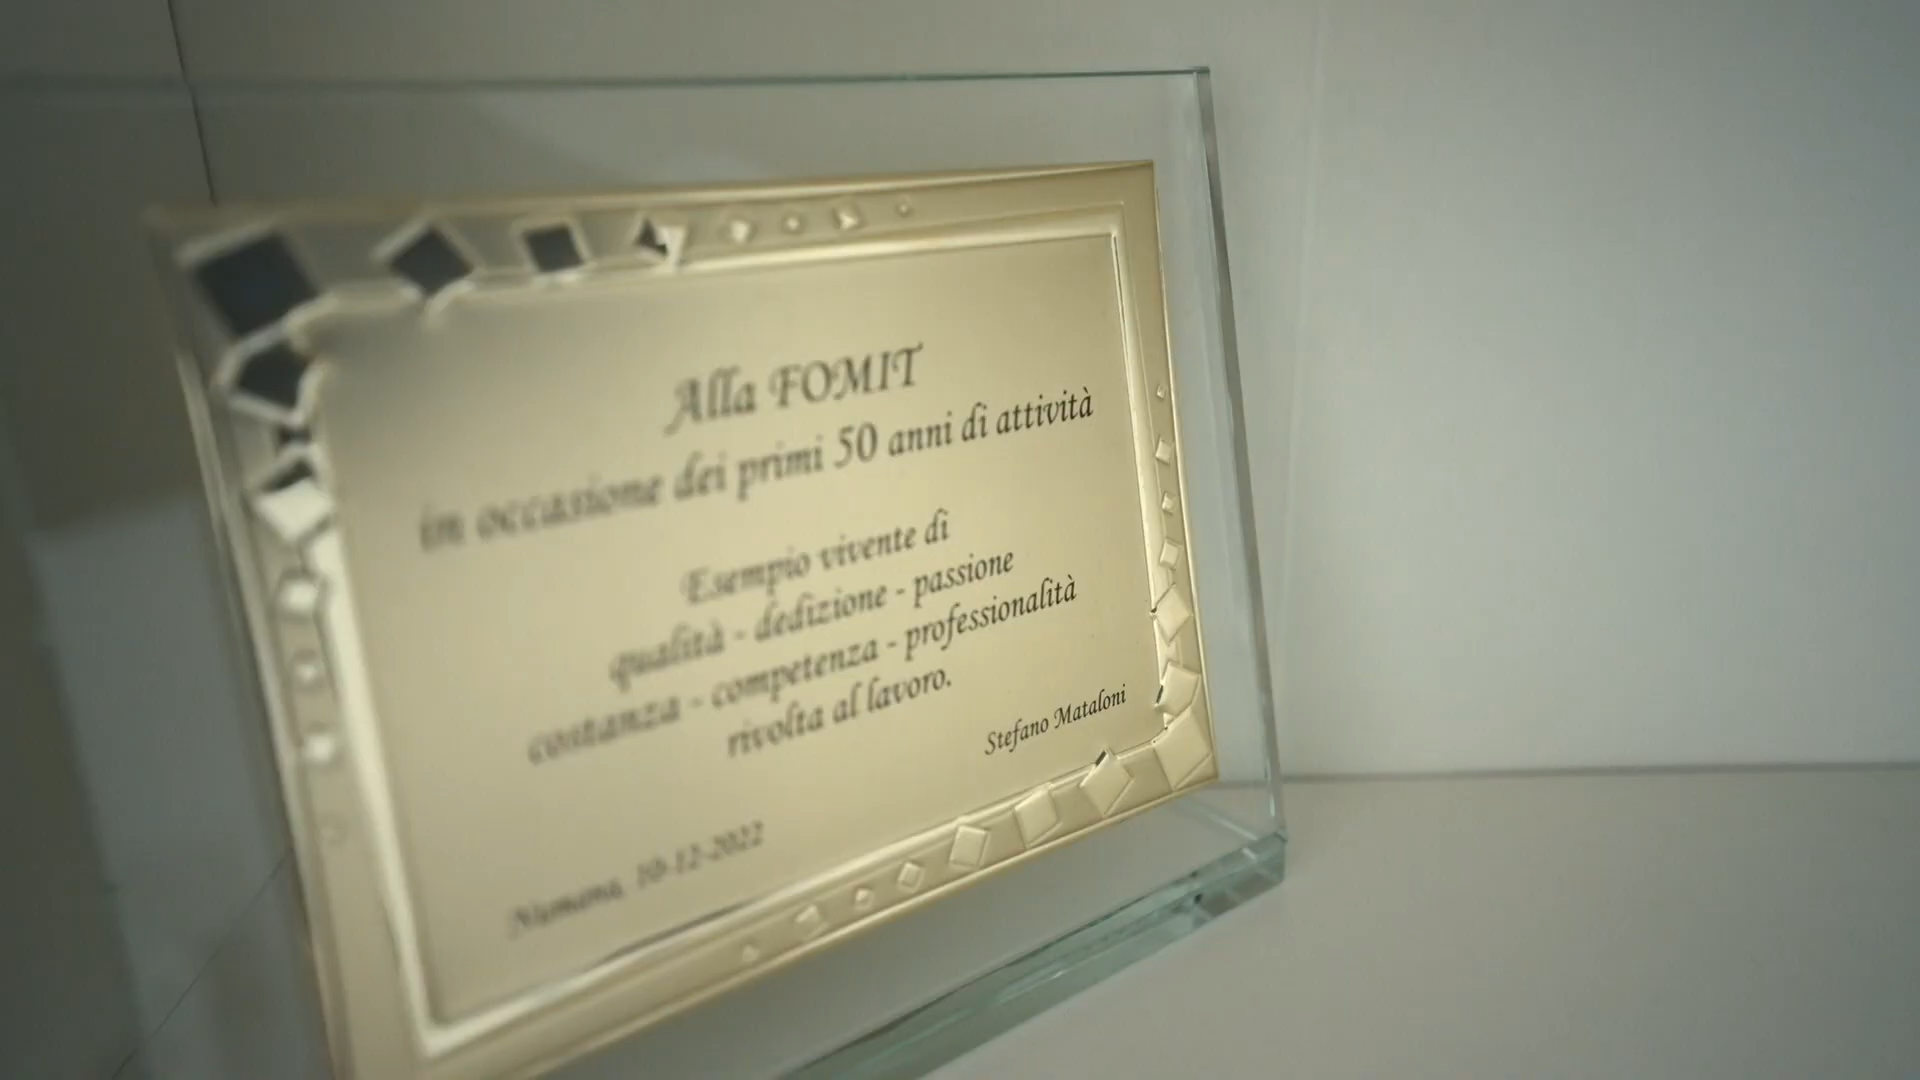 Alla FOMIT
in occasione dei primi 50 anni di attività
Esempio vivente di
qualità - dedizione - passione
costanza - competenza - professionalità
rivolta al lavoro.
Stefano Mataloni
Numana, 10-12-2022